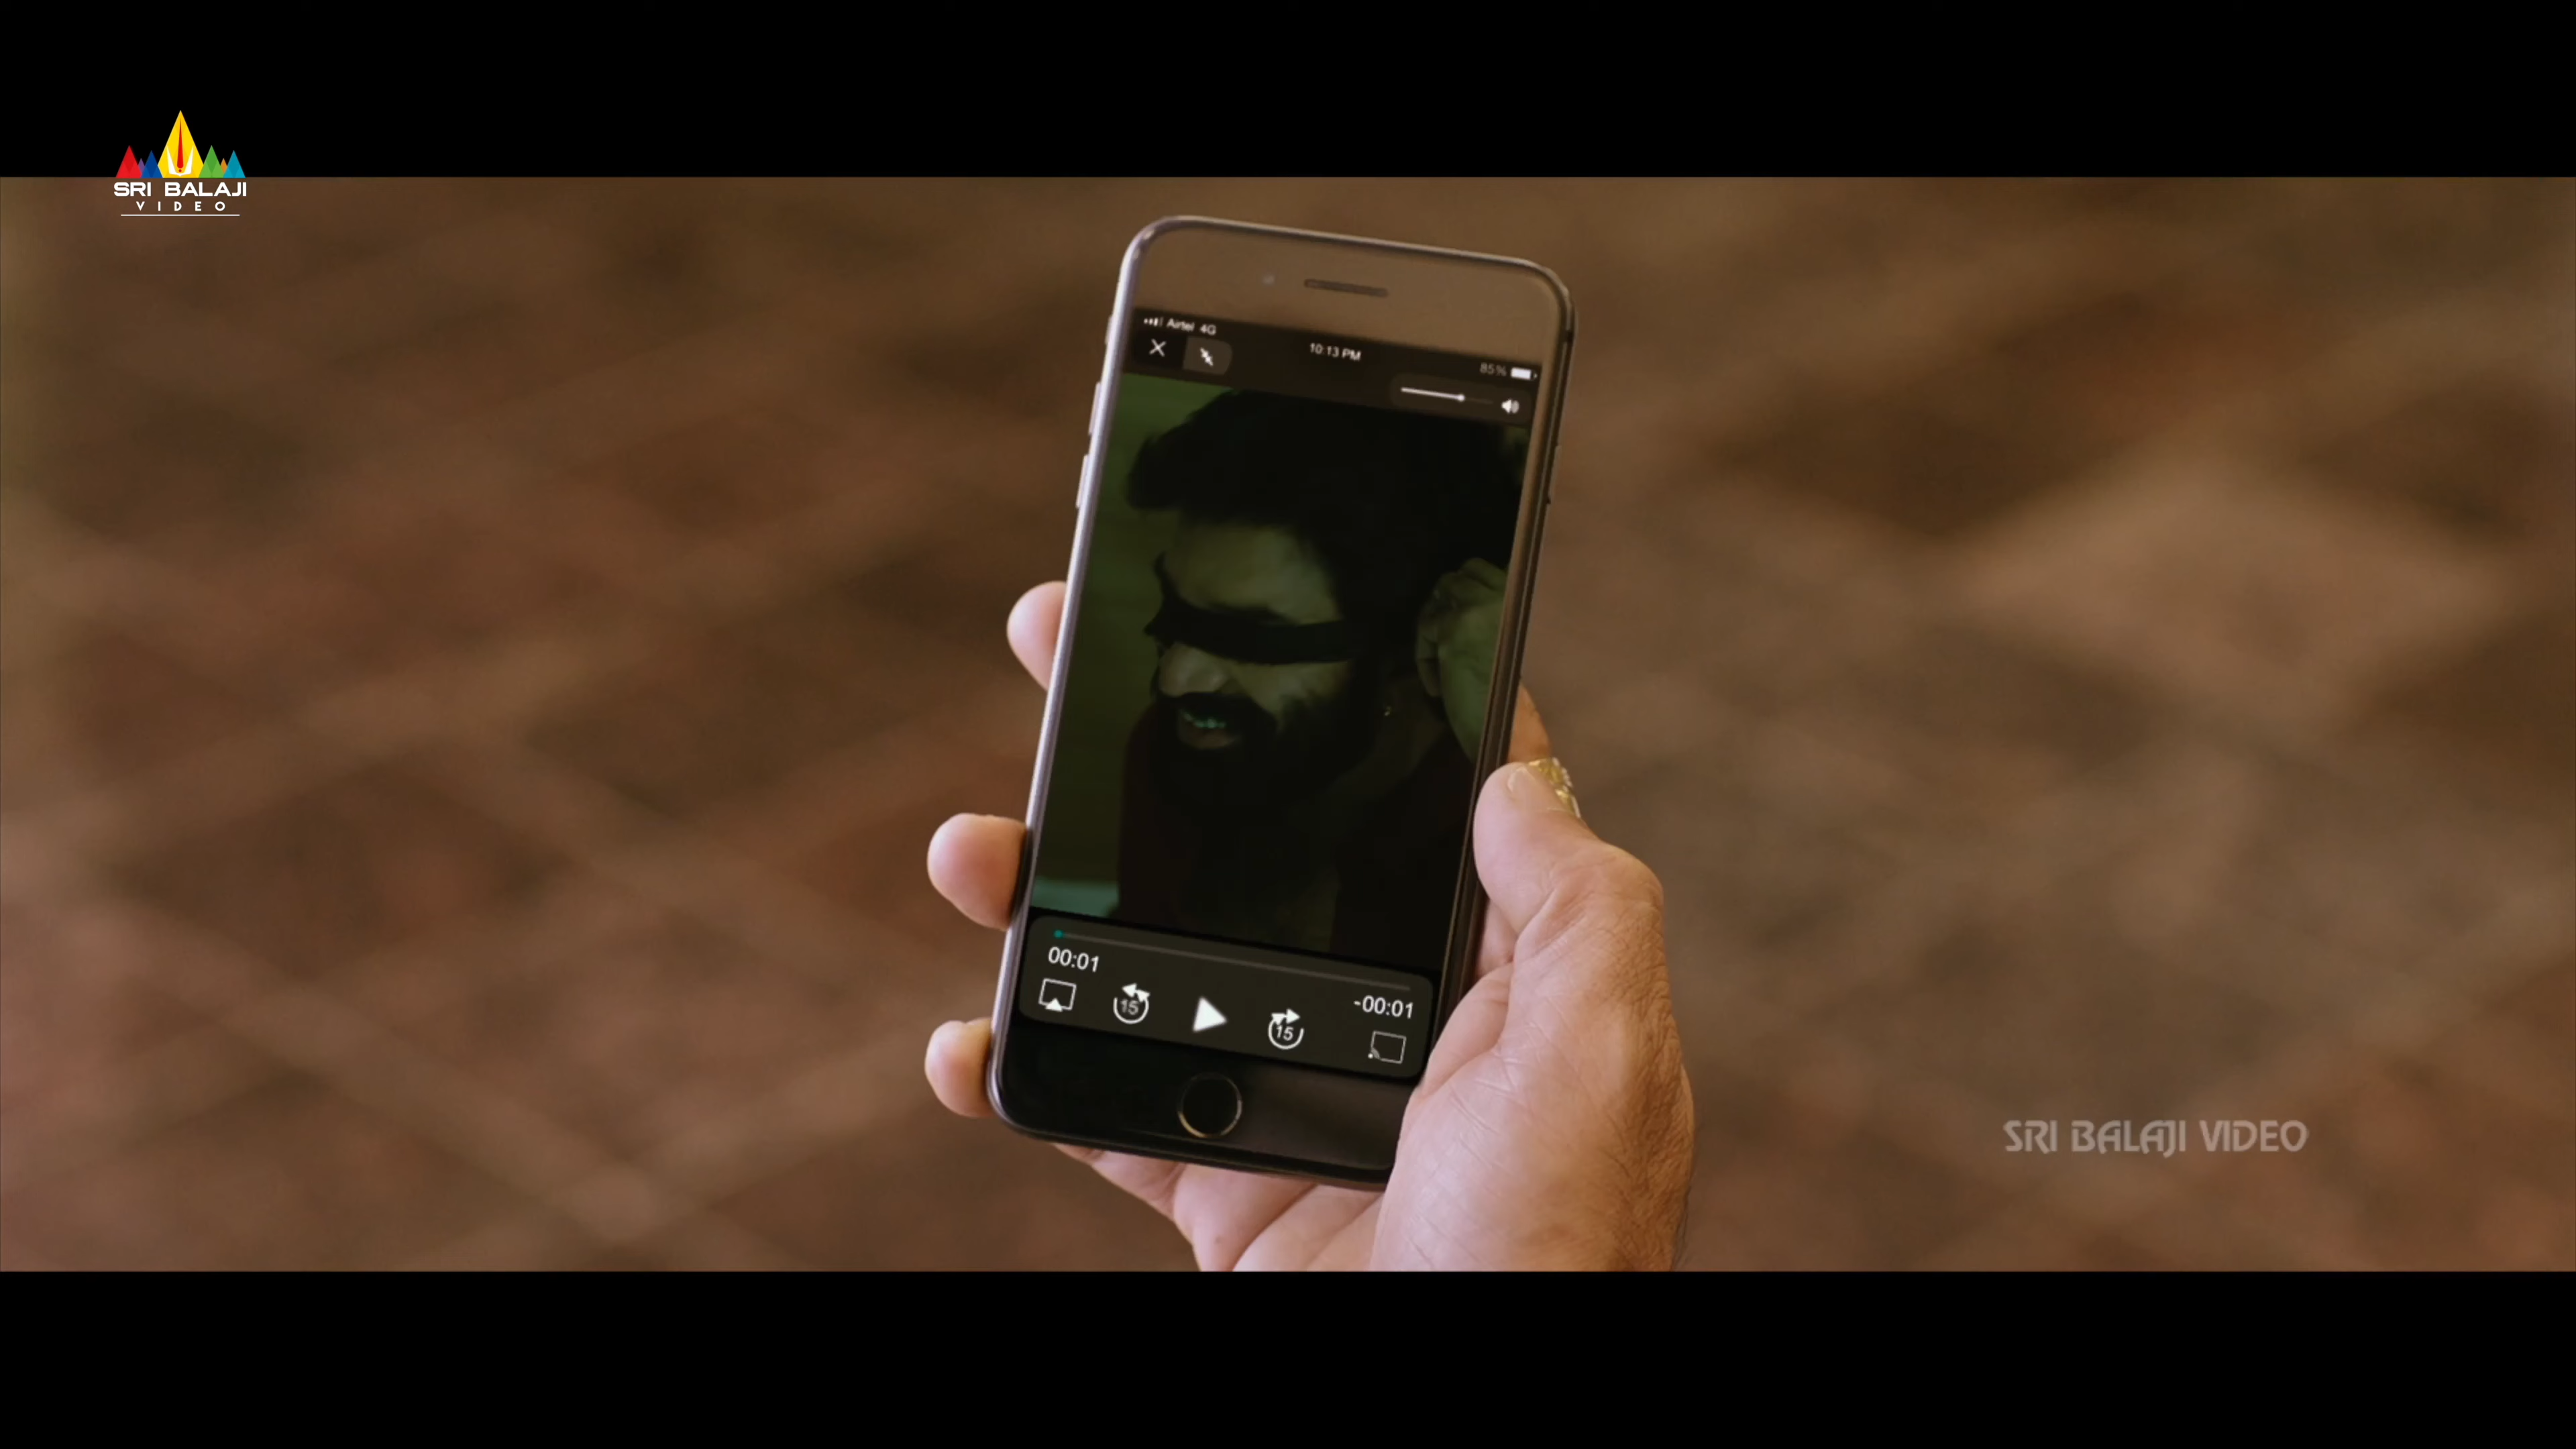 SRI BALAJI
VIDEO
Airtel 4G
10:13 PM
85%
00:01
-00:01
15
15
SRI BALAJI VIDEO